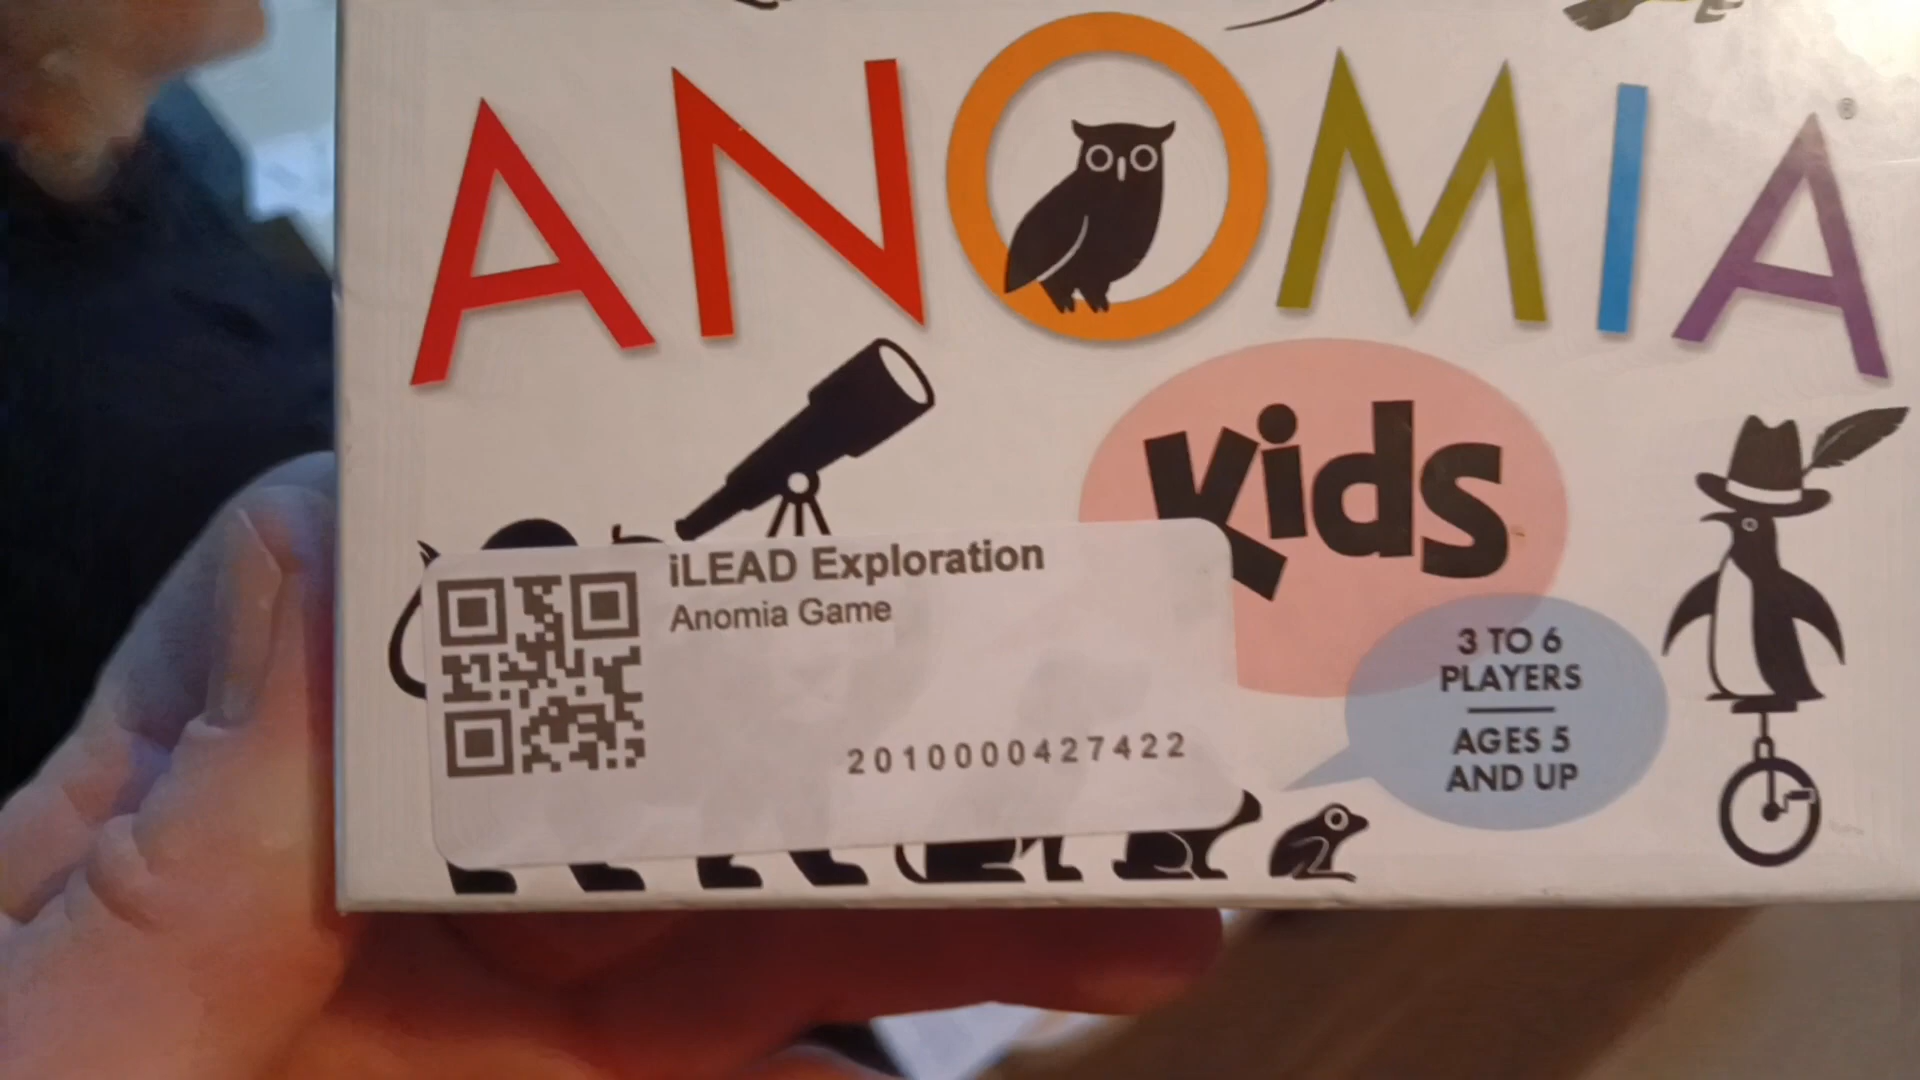 ANOMIA®
Kids
iLEAD Exploration
Anomia Game
2010000427422
3 TO 6
PLAYERS
AGES 5
AND UP